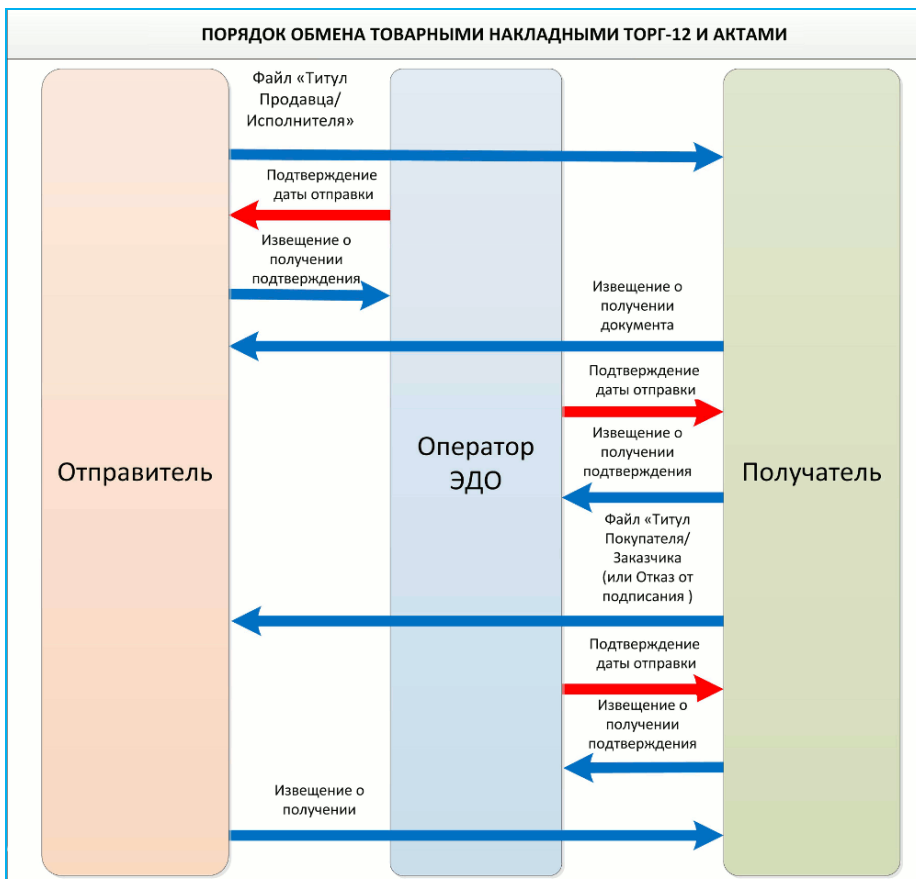 ПОРЯДОК ОБМЕНА ТОВАРНЫМИ НАКЛАДНЫМИ ТОРГ-12 И АКТАМИ
Файл «Титул
Продавца/
Исполнителя»
Подтверждение
даты отправки
Извещение о
получении
подтверждения
Извещение о
получении
документа
Подтверждение
даты отправки
Извещение о
получении
подтверждения
Отправитель
Оператор
ЭДО
Получатель
Файл «Титул
Покупателя/
Заказчика
(или Отказ от
подписания )
Подтверждение
даты отправки
Извещение о
получении
подтверждения
Извещение о
получении